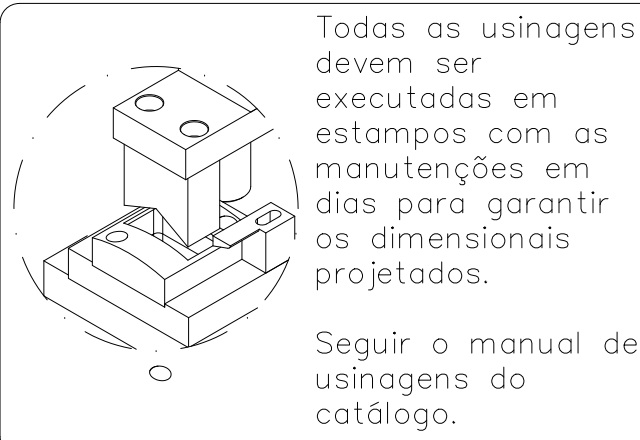 Todas as usinagens
devem ser
executadas em
estampos com as
manutenções em
dias para garantir
os dimensionais
projetados.
Seguir o manual de
usinagens do
catálogo.